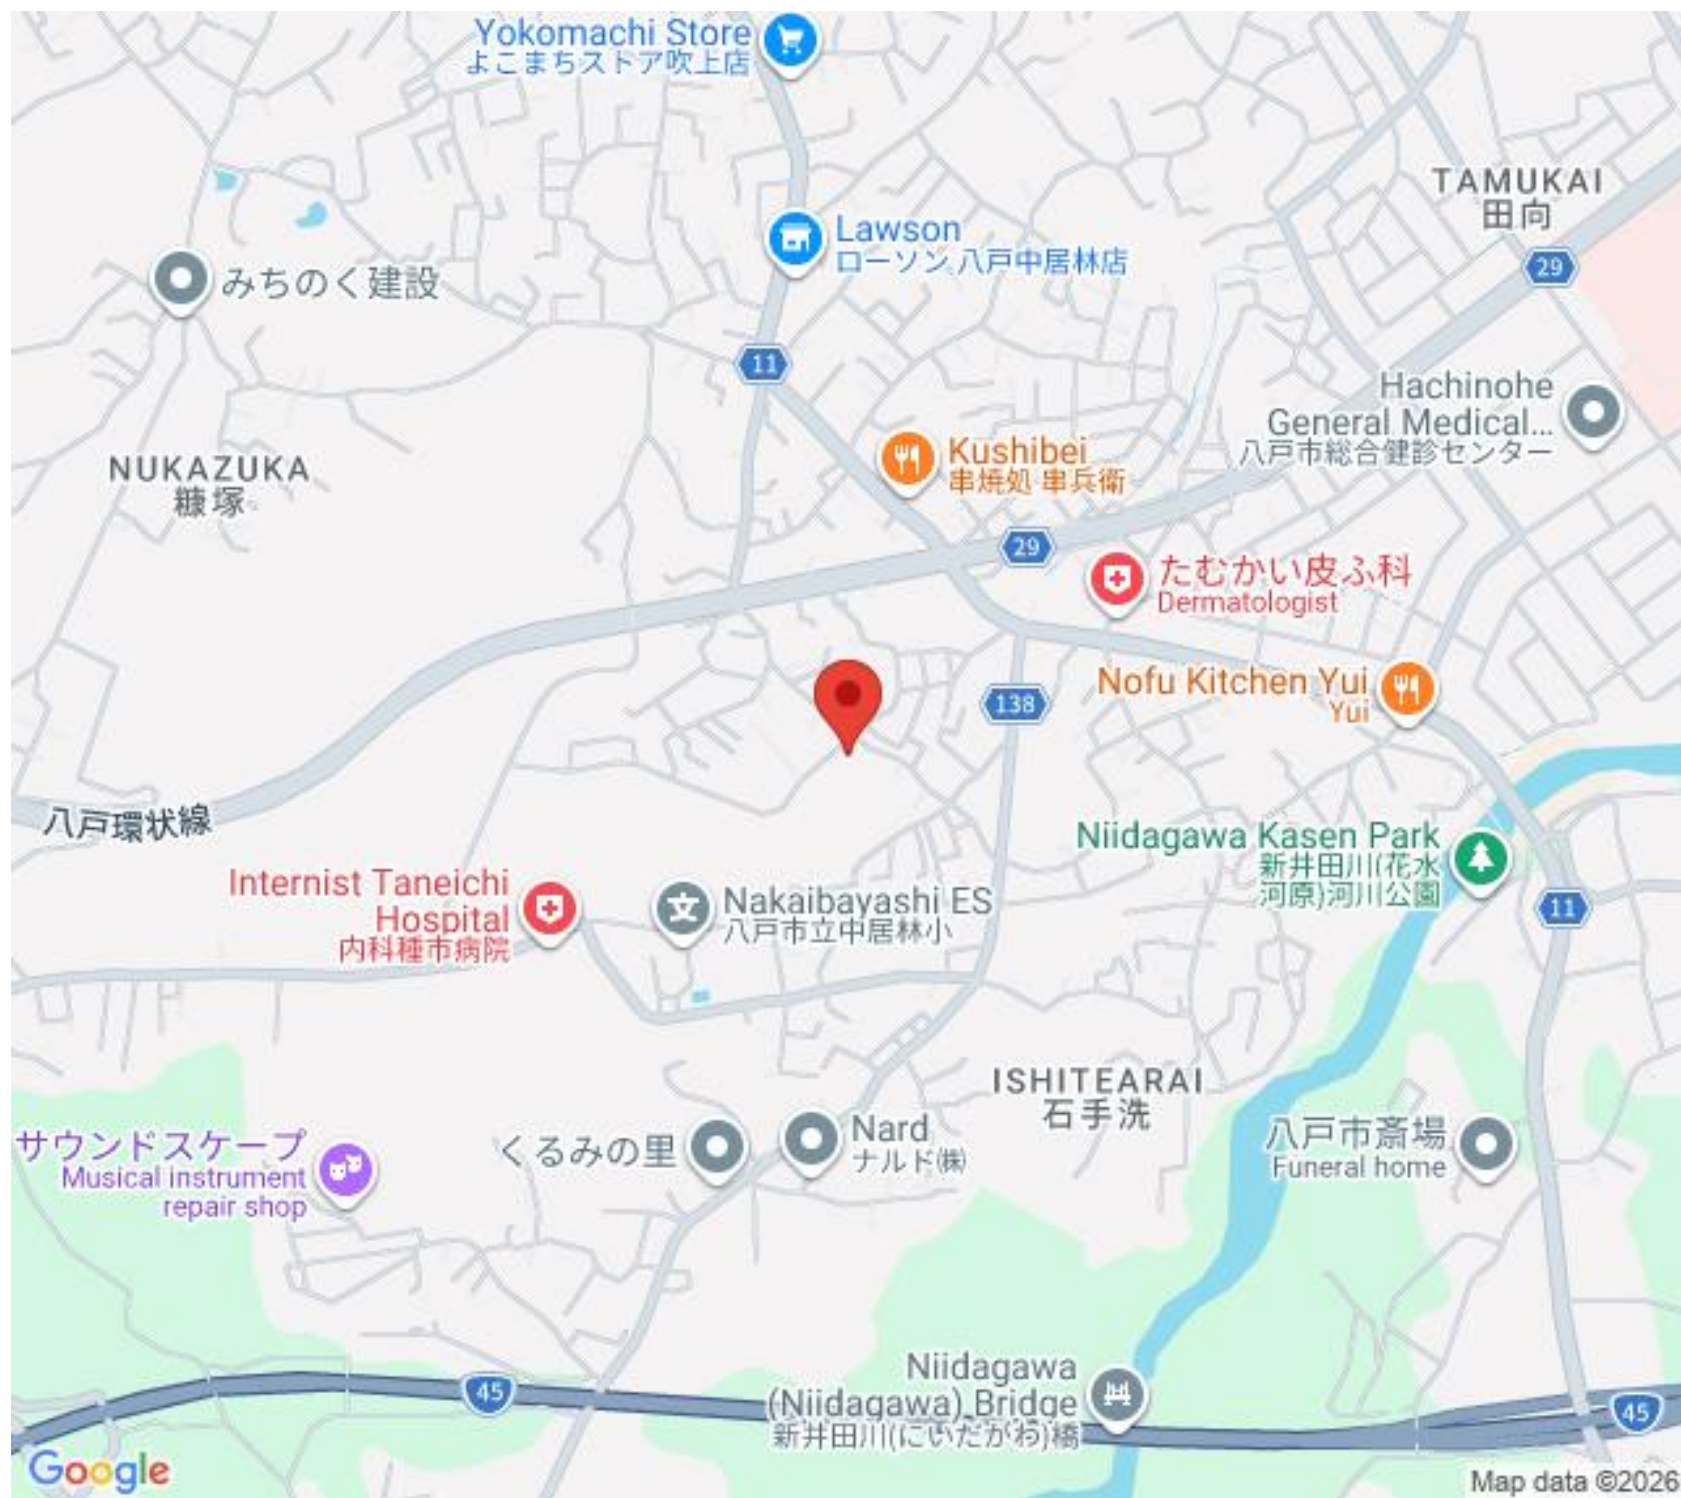 Yokomachi Store
よこまちストア吹上店
TAMUKAI
田向
Lawson
ローソン 八戸中居林店
29
みちのく建設
11
Hachinohe
General Medical...
八戸市総合健診センター
Kushibei
串焼処 串兵衛
NUKAZUKA
糠塚
29
たむかい皮ふ科
Dermatologist
Nofu Kitchen Yui
Yui
138
八戸環状線
Niidagawa Kasen Park
新井田川(花水
河原)河川公園
Internist Taneichi
Hospital
内科種市病院
Nakaibayashi ES
八戸市立中居林小
11
ISHITEARAI
石手洗
サウンドスケープ
Musical instrument
repair shop
くるみの里
Nard
ナルド㈱
八戸市斎場
Funeral home
Niidagawa
(Niidagawa) Bridge
新井田川(にいだがわ)橋
45
45
Google
Map data ©2026